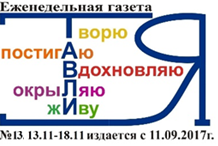 Еженедельная газета
Творю Я
постигАю
Вдохновляю
окрыЛяю
жИву
№13. 13.11-18.11 издается с 11.09.2017г.